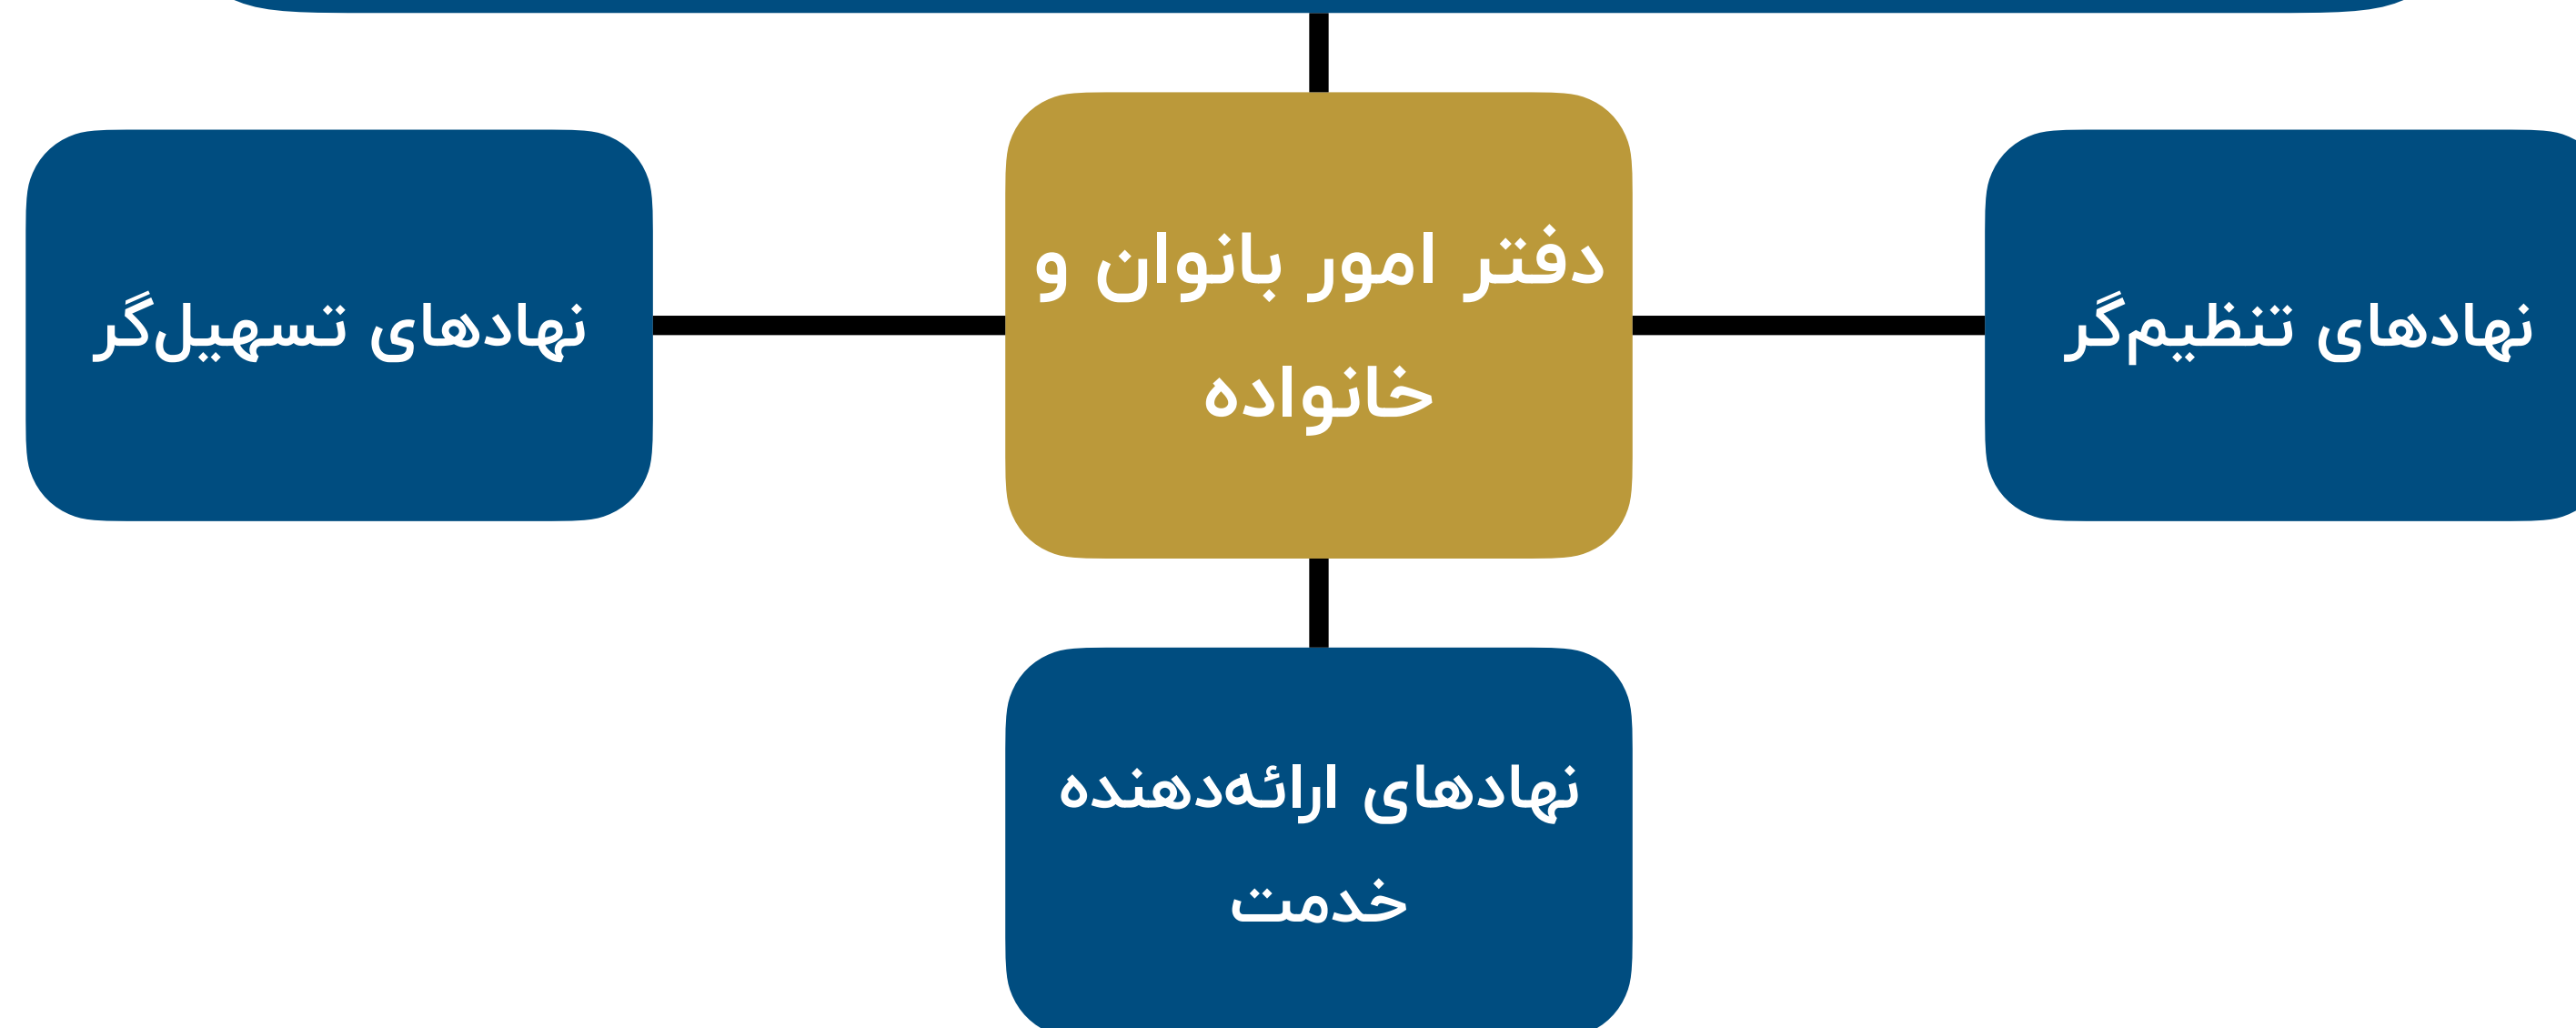 دفتر امور بانوان و
خانواده
نهادهای تنظیم‌گر
نهادهای تسهیل‌گر
نهادهای ارائه‌دهنده
خدمت